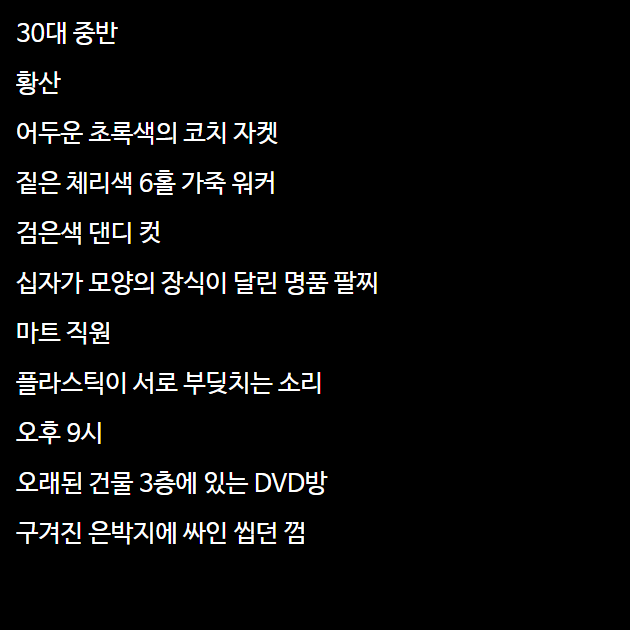 30대 중반
황산
어두운 초록색의 코치 자켓
짙은 체리색 6홀 가죽 워커
검은색 댄디 컷
십자가 모양의 장식이 달린 명품 팔찌
마트 직원
플라스틱이 서로 부딪치는 소리
오후 9시
오래된 건물 3층에 있는 DVD방
구겨진 은박지에 싸인 씹던 껌